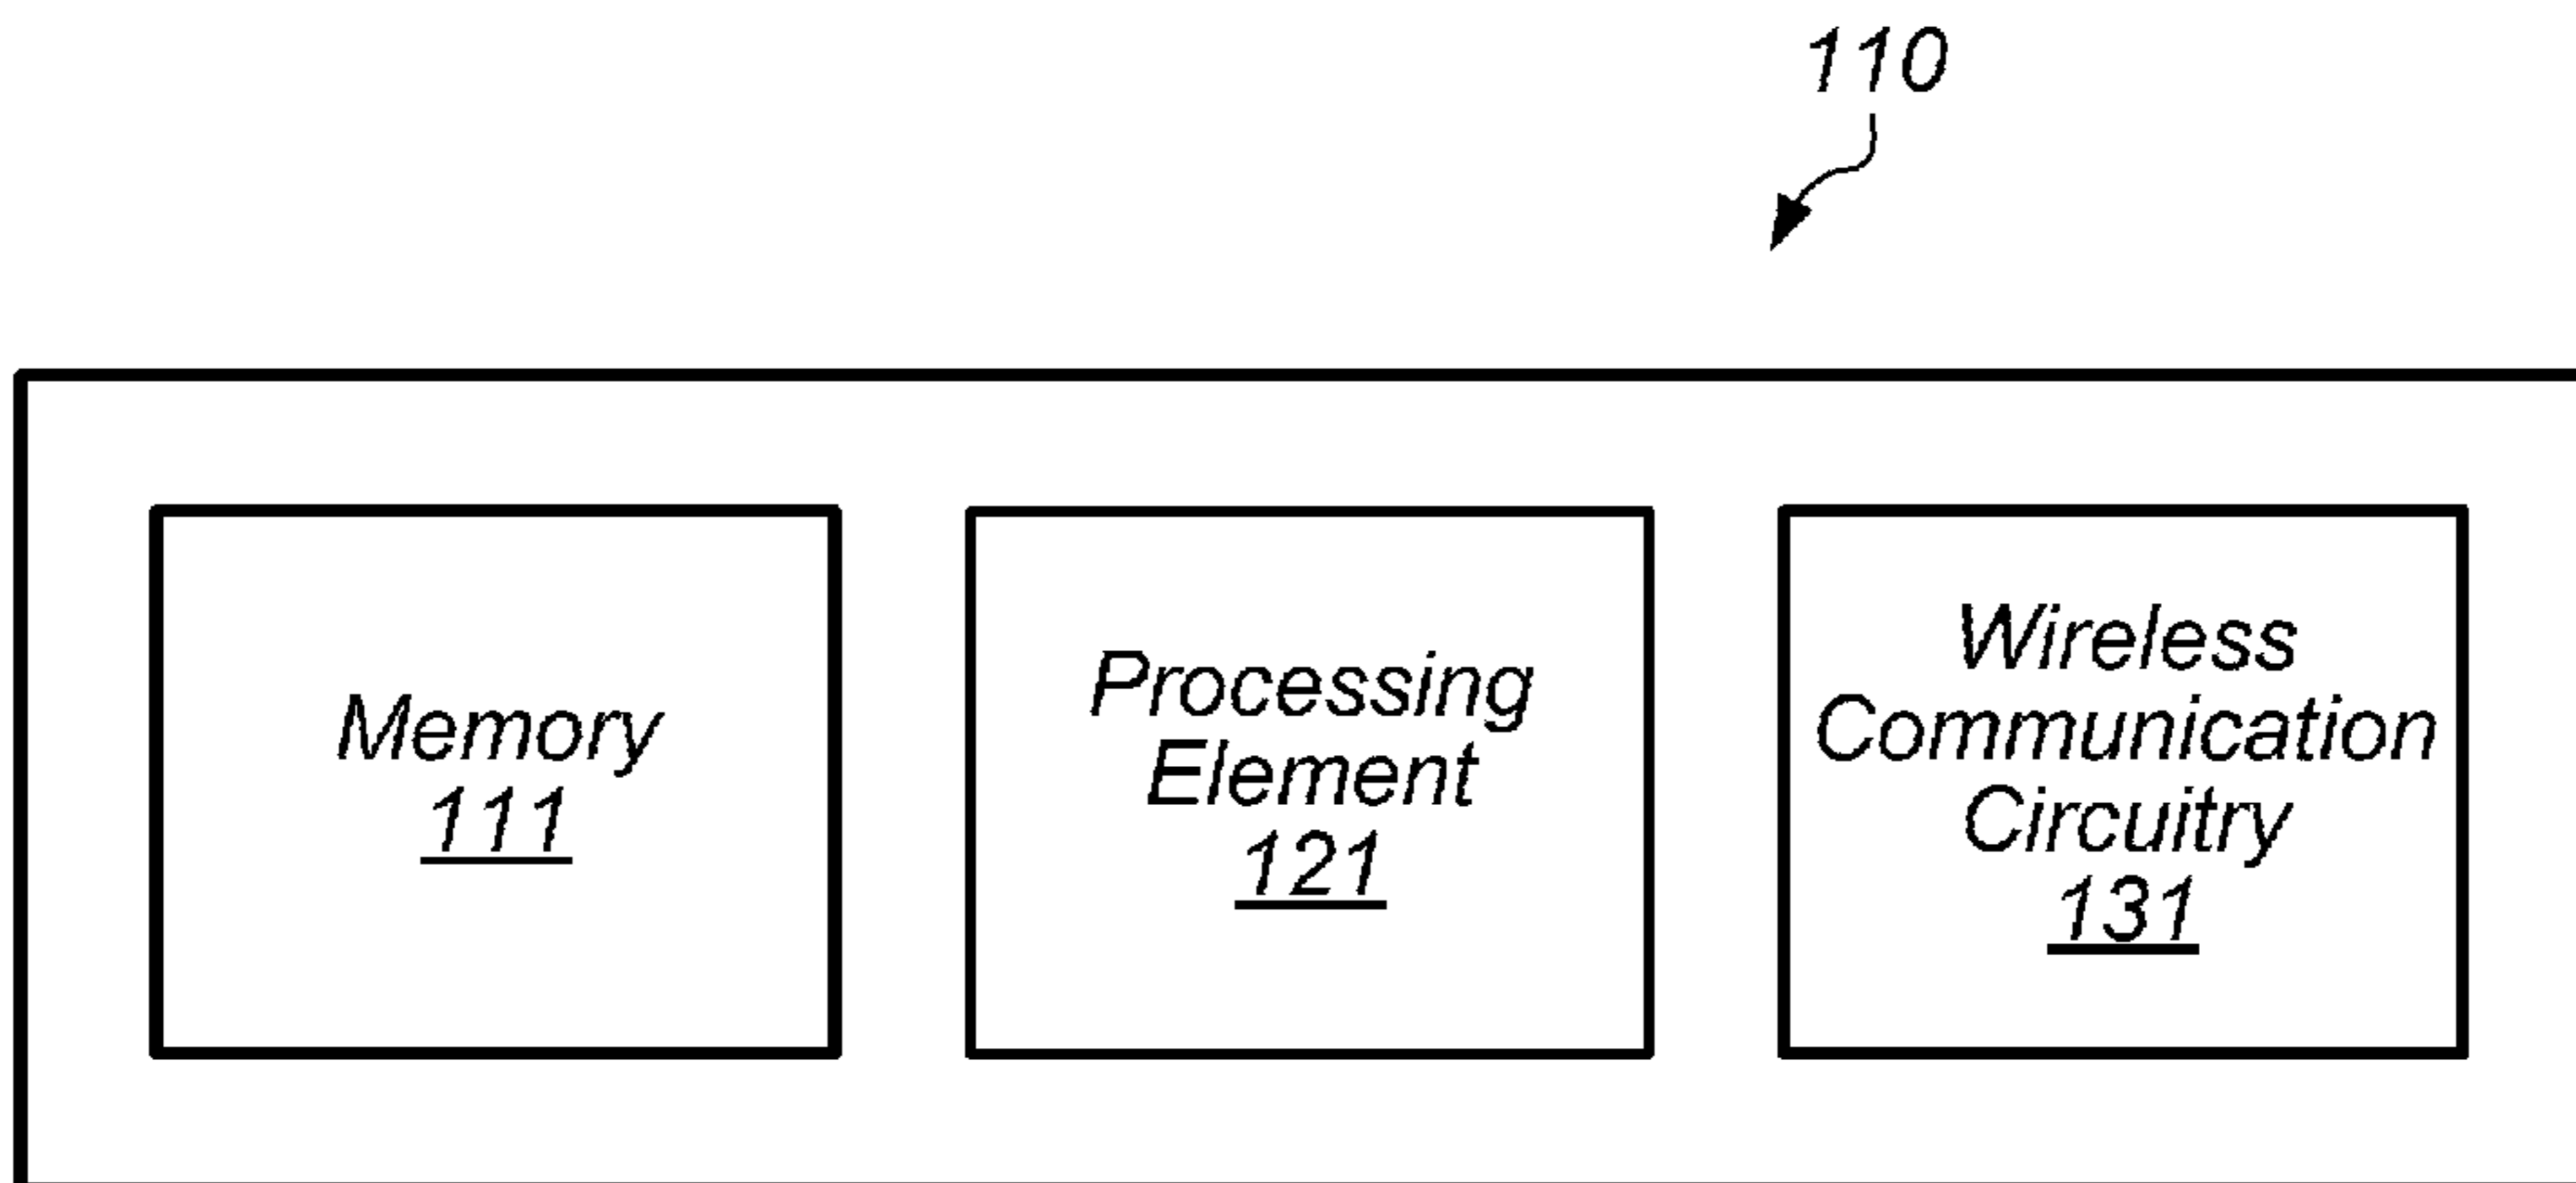 110
Memory
111
Processing
Element
121
Wireless
Communication
Circuitry
131